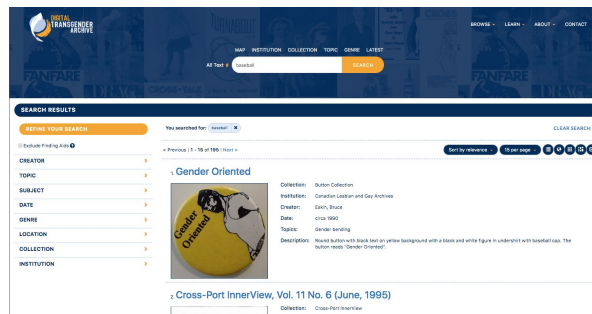 DIGITAL
TRANSGENDER
ARCHIVE
BROWSE
LEARN
ABOUT
CONTACT
MAP INSTITUTION COLLECTION TOPIC GENRE LATEST
All Text
baseball
SEARCH
FANFARE
FANFARE
DRAG
CROSS-TALK
SEARCH RESULTS
REFINE YOUR SEARCH
You searched for: baseball ✖
CLEAR SEARCH
Exclude Finding Aids
« Previous | 1 - 15 of 195 | Next »
Sort by relevance
15 per page
CREATOR
TOPIC
SUBJECT
DATE
GENRE
LOCATION
COLLECTION
INSTITUTION
1. Gender Oriented
Gender
Oriented
Collection: Button Collection
Institution: Canadian Lesbian and Gay Archives
Creator: Eakin, Bruce
Date: circa 1990
Topics: Gender bending
Description: Round button with black text on yellow background with a black and white figure in undershirt with baseball cap. The
button reads "Gender Oriented".
2. Cross-Port InnerView, Vol. 11 No. 6 (June, 1995)
Collection: Cross-Port InnerView